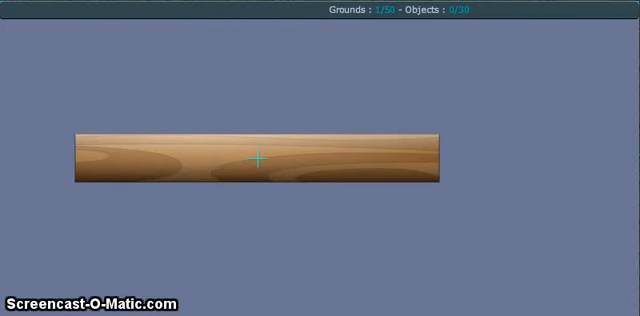 Grounds : 1/50 - Objects : 0/30
Screencast-O-Matic.com